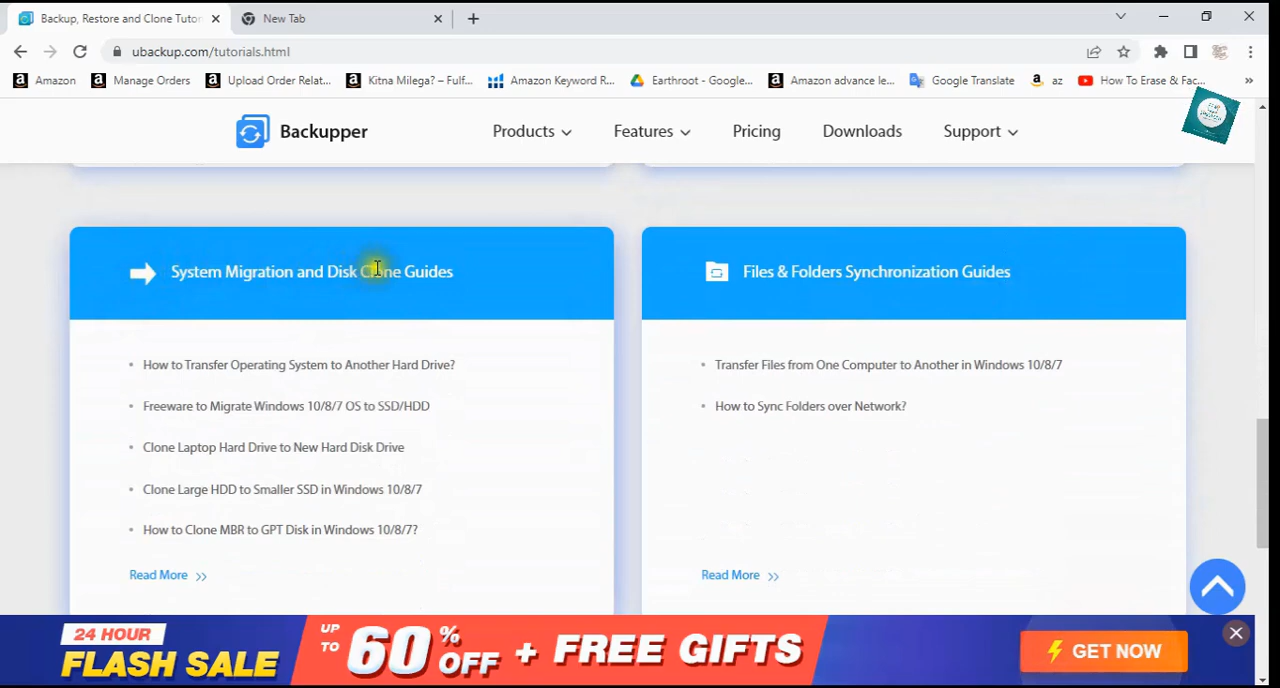 Backup, Restore and Clone Tutor
New Tab
ubackup.com/tutorials.html
Amazon
Manage Orders
Upload Order Relat...
Kitna Milega? – Fulf...
Amazon Keyword R...
Earthroot - Google...
Amazon advance le...
Google Translate
az
How To Erase & Fac...
Backupper
Products
Features
Pricing
Downloads
Support
System Migration and Disk Clone Guides
Files & Folders Synchronization Guides
How to Transfer Operating System to Another Hard Drive?
Freeware to Migrate Windows 10/8/7 OS to SSD/HDD
Clone Laptop Hard Drive to New Hard Disk Drive
Clone Large HDD to Smaller SSD in Windows 10/8/7
How to Clone MBR to GPT Disk in Windows 10/8/7?
Read More
Transfer Files from One Computer to Another in Windows 10/8/7
How to Sync Folders over Network?
Read More
24 HOUR
FLASH SALE
UP TO 60% OFF + FREE GIFTS
GET NOW